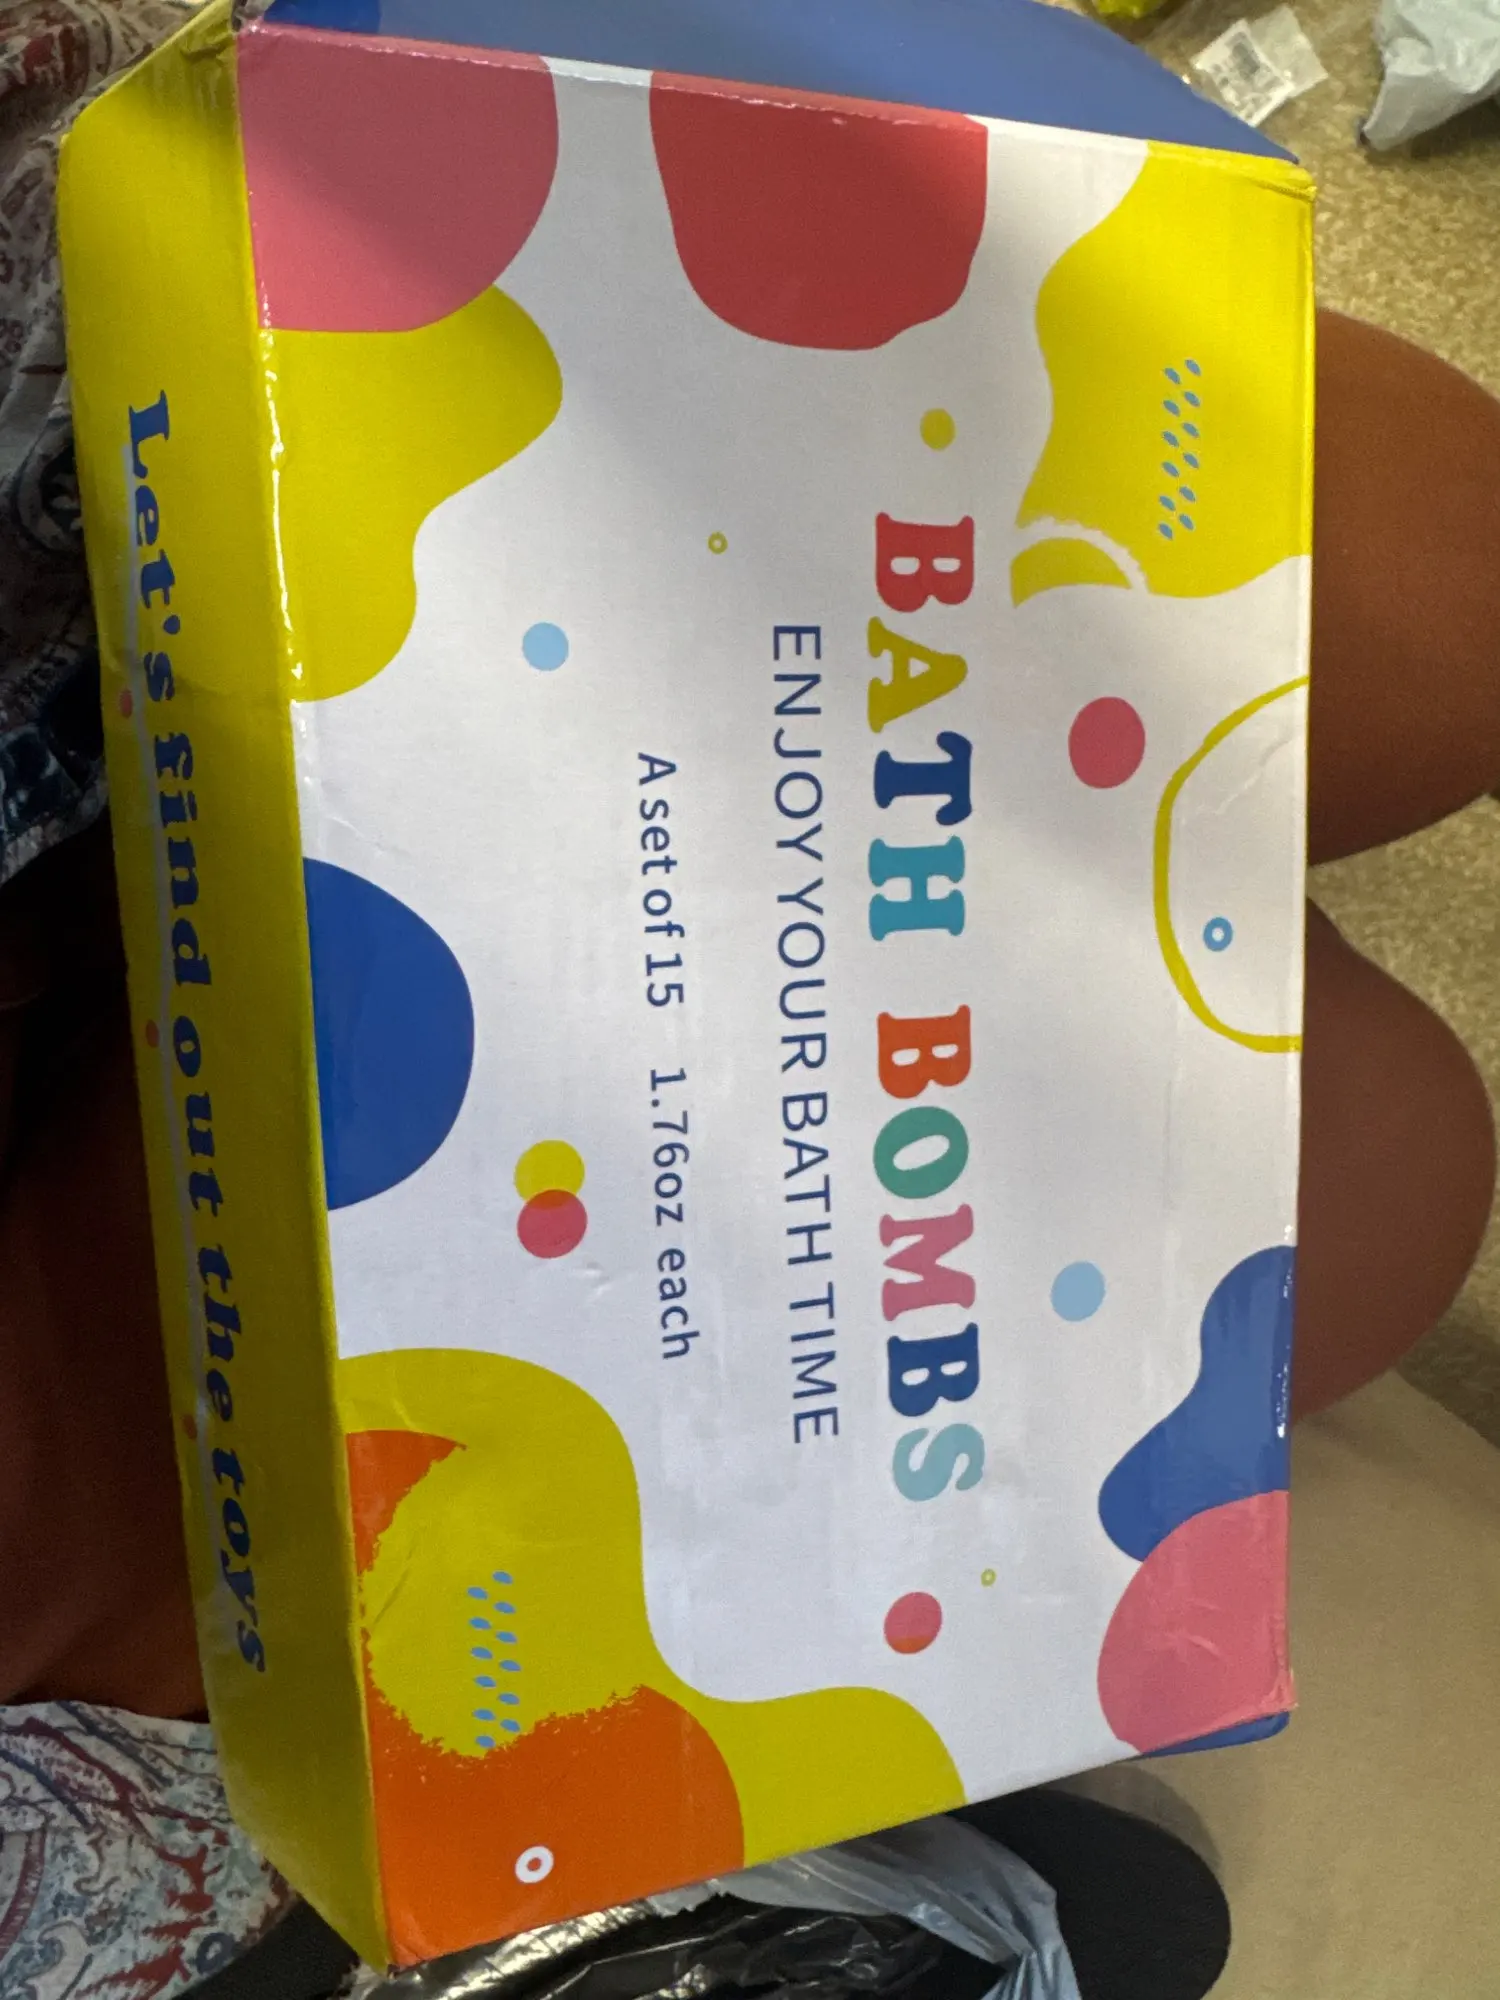 BATH BOMBS
ENJOY YOUR BATH TIME
A set of 15 1.76oz each
Let's find out the toys